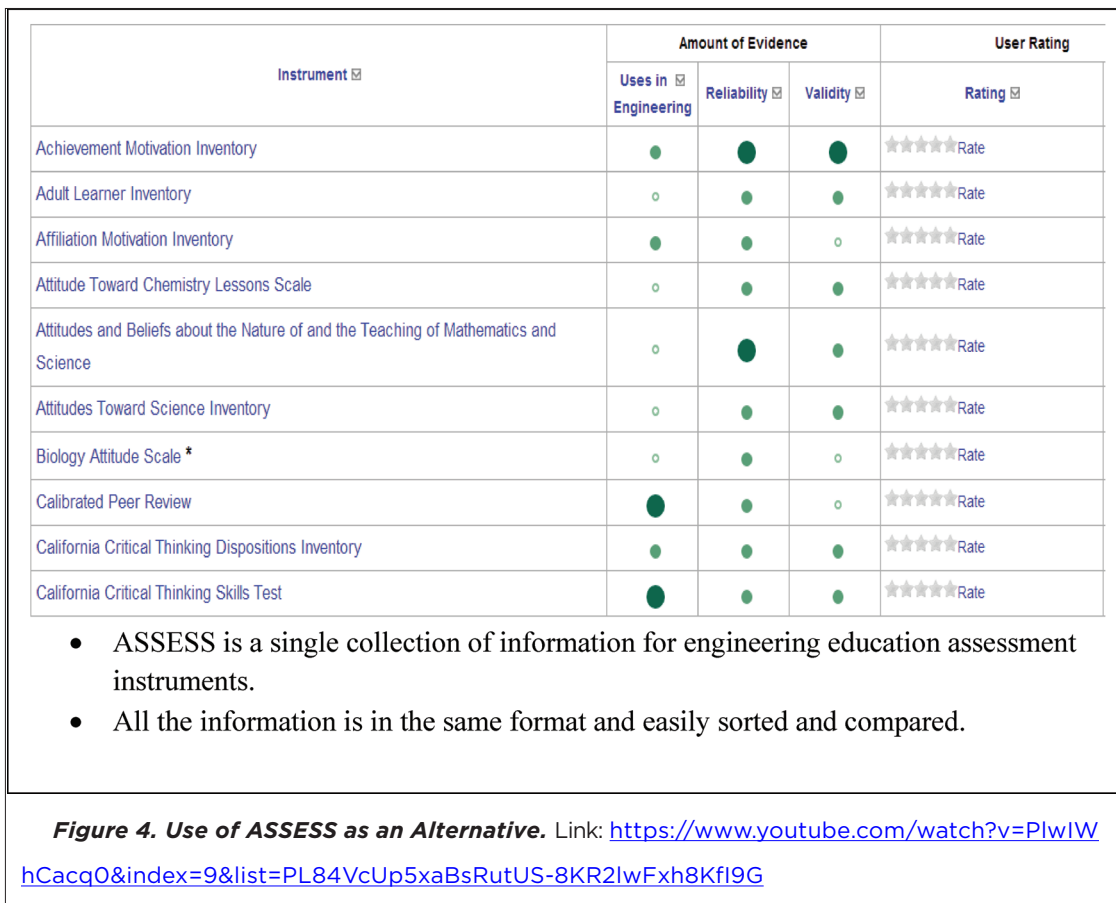 Amount of Evidence
User Rating
Instrument
Uses in
Engineering
Reliability
Validity
Rating
Achievement Motivation Inventory
Rate
Adult Learner Inventory
Rate
Affiliation Motivation Inventory
Rate
Attitude Toward Chemistry Lessons Scale
Rate
Attitudes and Beliefs about the Nature of and the Teaching of Mathematics and
Science
Rate
Attitudes Toward Science Inventory
Rate
Biology Attitude Scale *
Rate
Calibrated Peer Review
Rate
California Critical Thinking Dispositions Inventory
Rate
California Critical Thinking Skills Test
Rate
• ASSESS is a single collection of information for engineering education assessment
instruments.
• All the information is in the same format and easily sorted and compared.
Figure 4. Use of ASSESS as an Alternative. Link: https://www.youtube.com/watch?v=PlwIW
hCacq0&index=9&list=PL84VcUp5xaBsRutUS-8KR2lwFxh8KfI9G